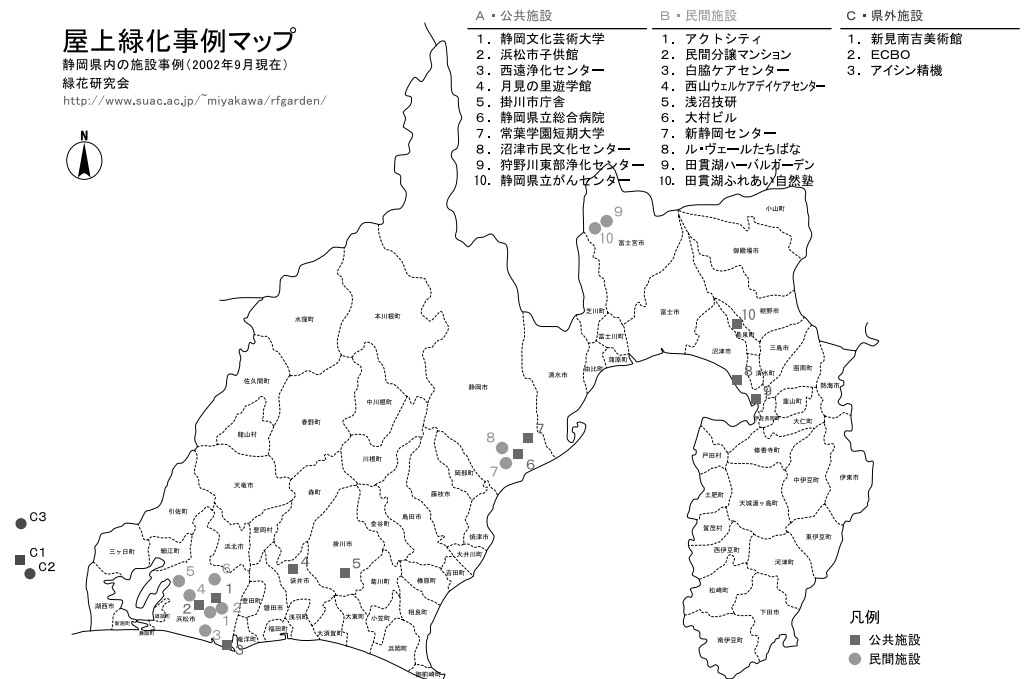 屋上緑化事例マップ
静岡県内の施設事例(2002年9月現在)
緑花研究会
http://www.suac.ac.jp/~miyakawa/rfgarden/
N
A・公共施設
1. 静岡文化芸術大学
2. 浜松市子供館
3. 西遠浄化センター
4. 月見の里遊学館
5. 掛川市庁舎
6. 静岡県立総合病院
7. 常葉学園短期大学
8. 沼津市民文化センター
9. 狩野川東部浄化センター
10. 静岡県立がんセンター
B・民間施設
1. アクトシティ
2. 民間分譲マンション
3. 白脇ケアセンター
4. 西山ウェルケアデイケアセンター
5. 浅沼技研
6. 大村ビル
7. 新静岡センター
8. ル・ヴェールたちばな
9. 田貫湖ハーバルガーデン
10. 田貫湖ふれあい自然塾
C・県外施設
1. 新見南吉美術館
2. ECBO
3. アイシン精機
小山町
9
10
富士宮市
御殿場市
水窪町
本川根町
芝川町
富士市
裾野市
10
長泉町
富士川町
沼津市
三島市
蒲原町
由比町
清水市
函南町
8
清水町
熱海市
佐久間町
静岡市
9
韮山町
伊豆長岡町
大仁町
中川根町
春野町
龍山村
7
8
6
7
修善寺町
戸田村
川根町
岡部町
中伊豆町
伊東市
天竜市
森町
藤枝市
土肥町
天城湯ヶ島町
引佐町
島田市
金谷町
豊岡村
賀茂村
東伊豆町
C3
焼津市
掛川市
三ヶ日町
細江町
浜北市
大井川町
西伊豆町
河津町
C1
C2
4
5
吉田町
袋井市
菊川町
榛原町
松崎町
5
6
4
1
湖西市
2
2
豊田町
磐田市
相良町
下田市
浜松市
1
浅羽町
大東町
小笠町
新居町
舞阪町
3
福田町
大須賀町
竜洋町
3
浜岡町
南伊豆町
御前崎町
凡例
公共施設
民間施設